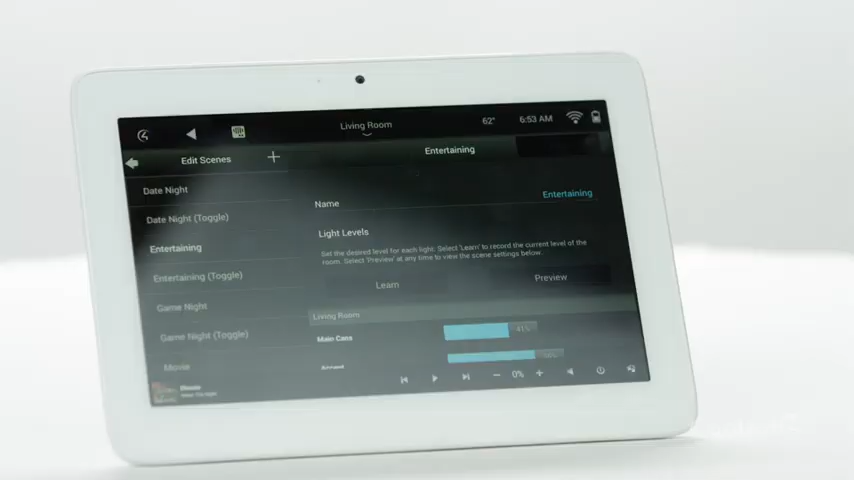 Living Room
62°
6:53 AM
Edit Scenes
Entertaining
Date Night
Date Night (Toggle)
Entertaining
Entertaining (Toggle)
Game Night
Game Night (Toggle)
Movie
Name
Entertaining
Light Levels
Set the desired level for each light: Select 'Learn' to record the current level of the
room. Select 'Preview' at any time to view the scene settings below.
Learn
Preview
Living Room
Main Cans
41%
0%